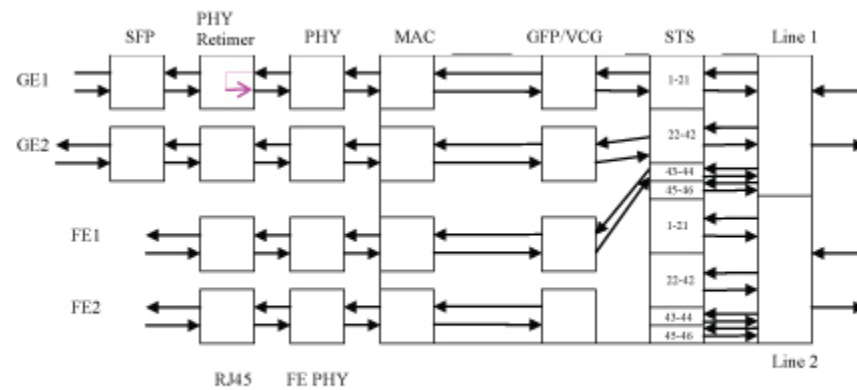 PHY
SFP Retimer PHY MAC GFP/VCG STS Line 1
GE1 1-21
GE2 22-42
43-44
45-46
FE1 1-21
22-42
FE2 43-44
45-46
RJ45 FE PHY Line 2